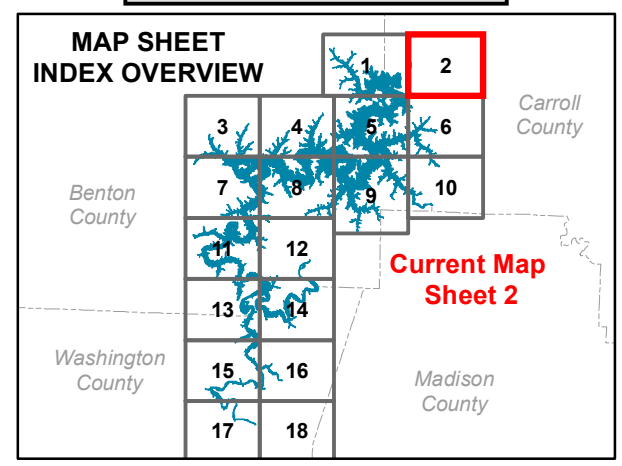 MAP SHEET
INDEX OVERVIEW
1
2
Carroll
County
3
4
5
6
Benton
County
7
8
9
10
11
12
Current Map
Sheet 2
13
14
Washington
County
15
16
Madison
County
17
18